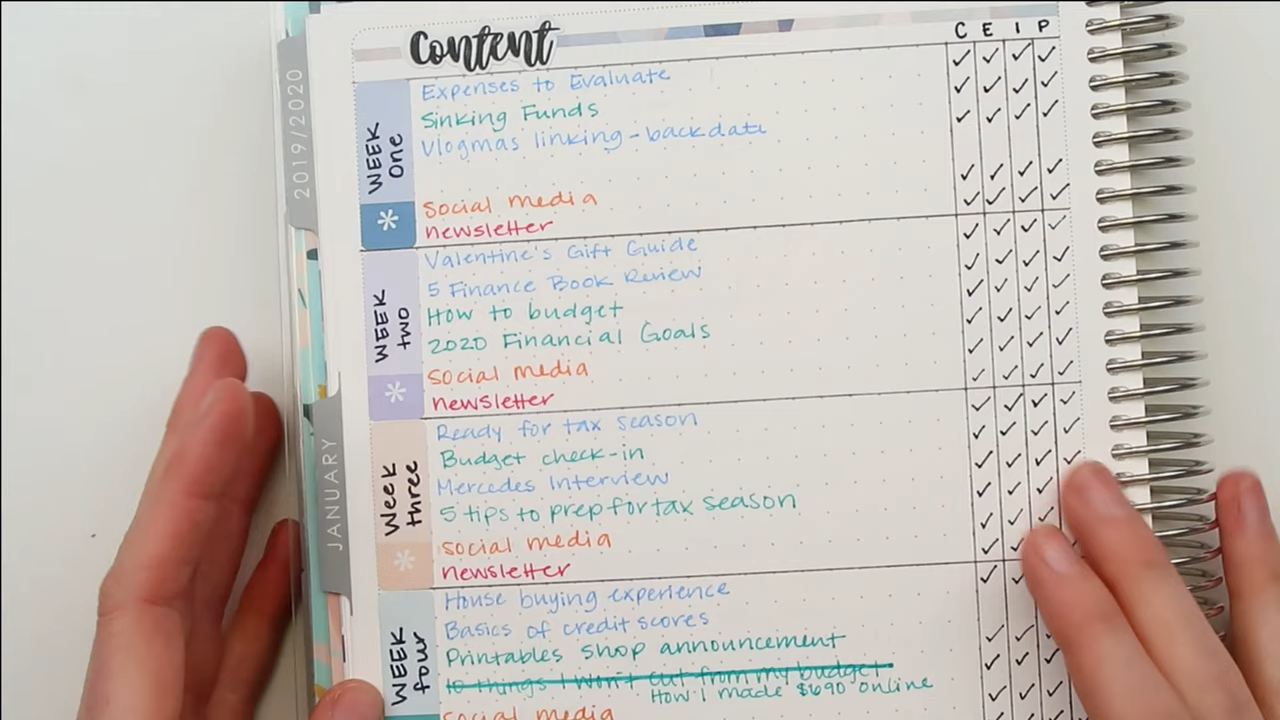 Content
C E I P
2019/2020
WEEK one
Expenses to Evaluate
Sinking Funds
Vlogmas linking - back data
social media
newsletter
WEEK two
Valentine's Gift Guide
5 Finance Book Review
How to budget
2020 Financial Goals
social media
newsletter
JANUARY
Week three
Ready for tax season
Budget check-in
Mercedes Interview
5 tips to prep for tax season
social media
newsletter
WEEK four
House buying experience
Basics of credit scores
Printables shop announcement
10 things I won't cut from my budget
How I made $690 online
social media